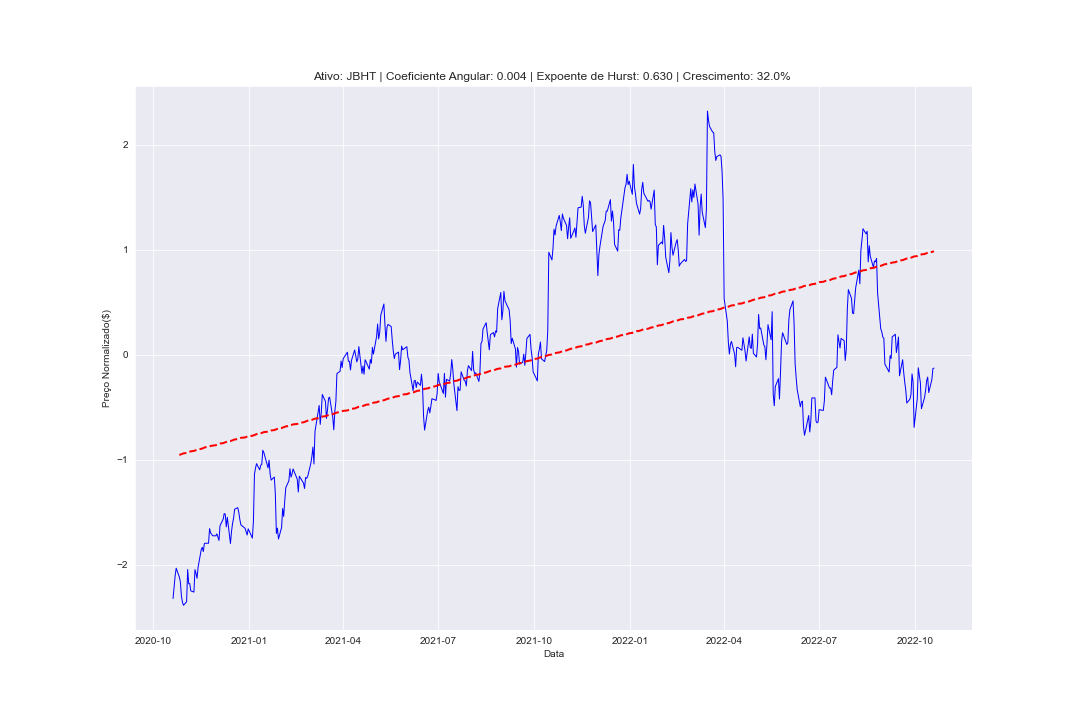 Ativo: JBHT | Coeficiente Angular: 0.004 | Expoente de Hurst: 0.630 | Crescimento: 32.0%
Preço Normalizado($)
2
1
0
−1
−2
2020-10 2021-01 2021-04 2021-07 2021-10 2022-01 2022-04 2022-07 2022-10
Data